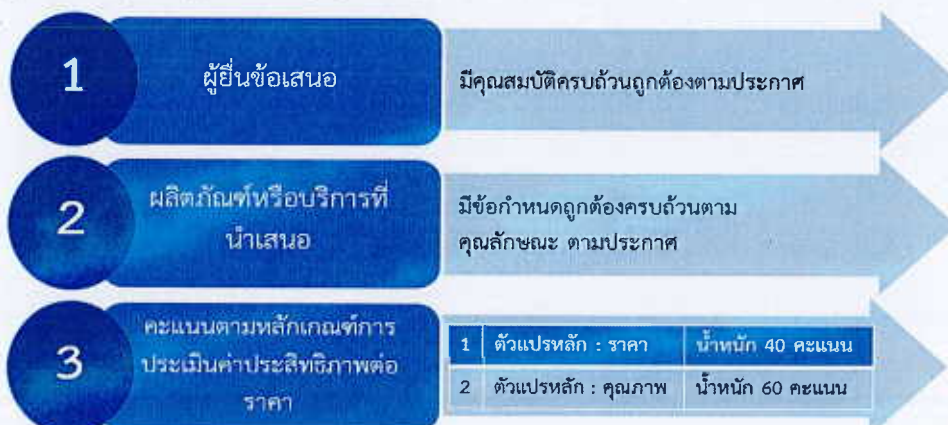 1
ผู้ยื่นข้อเสนอ
มีคุณสมบัติครบถ้วนถูกต้องตามประกาศ
2
ผลิตภัณฑ์หรือบริการที่
นำเสนอ
มีข้อกำหนดถูกต้องครบถ้วนตาม
คุณลักษณะ ตามประกาศ
3
คะแนนตามหลักเกณฑ์การ
ประเมินค่าประสิทธิภาพต่อ
ราคา
1 ตัวแปรหลัก : ราคา น้ำหนัก 40 คะแนน
2 ตัวแปรหลัก : คุณภาพ น้ำหนัก 60 คะแนน